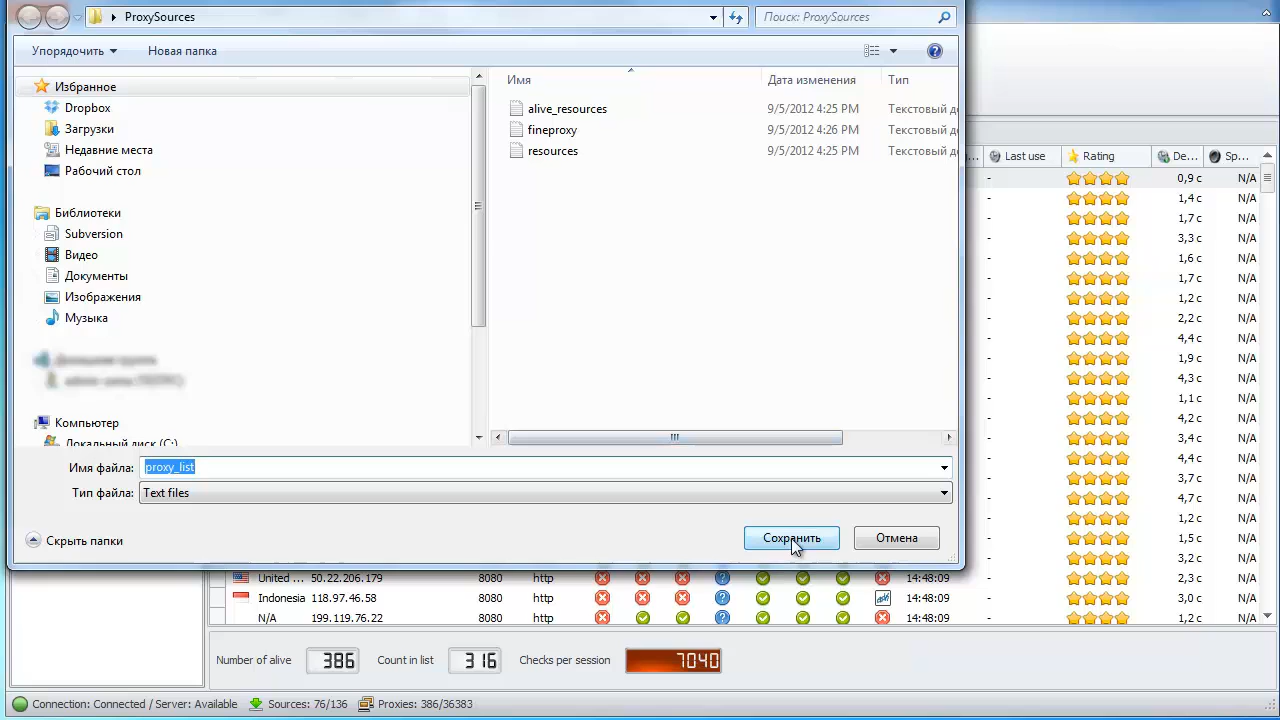 ProxySources
Поиск: ProxySources
Упорядочить
Новая папка
Избранное
Dropbox
Загрузки
Недавние места
Рабочий стол
Библиотеки
Subversion
Видео
Документы
Изображения
Музыка
Компьютер
Локальный диск (C:)
Имя Дата изменения Тип
alive_resources 9/5/2012 4:25 PM Текстовый до
fineproxy 9/5/2012 4:26 PM Текстовый до
resources 9/5/2012 4:25 PM Текстовый до
Имя файла: proxy_list
Тип файла: Text files
Скрыть папки
Сохранить
Отмена
... Last use Rating De... Sp...
- 0,9 c N/A
- 1,4 c N/A
- 1,7 c N/A
- 3,3 c N/A
- 1,6 c N/A
- 1,7 c N/A
- 1,2 c N/A
- 2,2 c N/A
- 4,4 c N/A
- 1,9 c N/A
- 4,3 c N/A
- 1,1 c N/A
- 4,2 c N/A
- 3,4 c N/A
- 4,4 c N/A
- 3,7 c N/A
- 4,7 c N/A
- 1,2 c N/A
- 1,5 c N/A
- 3,2 c N/A
United ... 50.22.206.179 8080 http 14:48:09 - 2,3 c N/A
Indonesia 118.97.46.58 8080 http 14:48:09 - 3,0 c N/A
N/A 199.119.76.22 8080 http 14:48:09 - 1,2 c N/A
Number of alive 386 Count in list 316 Checks per session 7040
Connection: Connected / Server: Available Sources: 76/136 Proxies: 386/36383